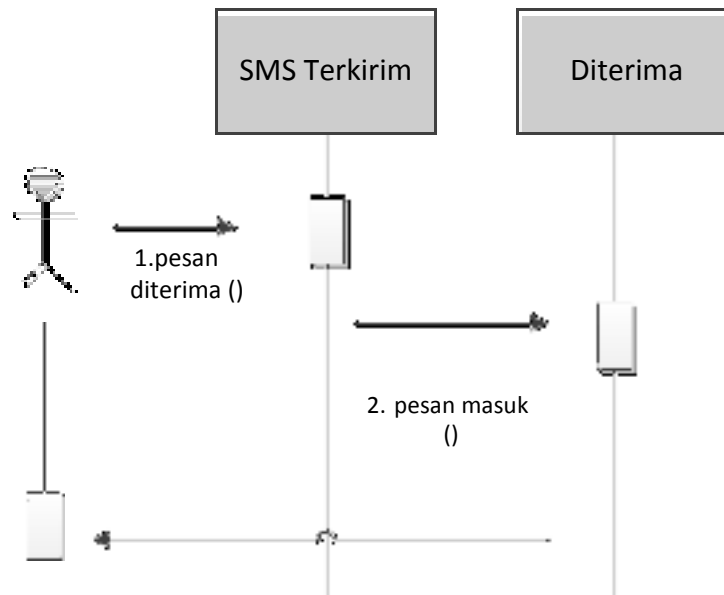 SMS Terkirim
Diterima
1.pesan
diterima ()
2. pesan masuk
()